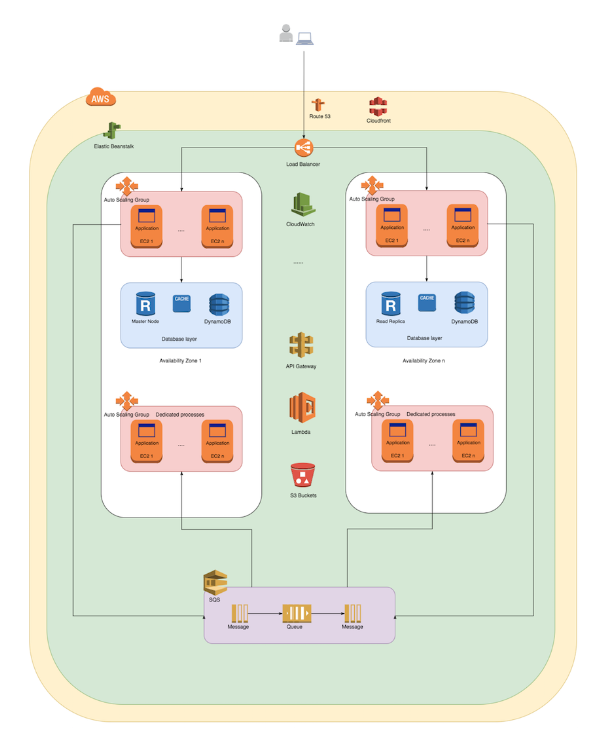 AWS
Route 53
Cloudfront
Elastic Beanstalk
Load Balancer
Auto Scaling Group
Application
EC2 1
....
Application
EC2 n
CloudWatch
......
Auto Scaling Group
Application
EC2 1
....
Application
EC2 n
R
Master Node
CACHE
DynamoDB
Database layer
Availability Zone 1
R
Read Replica
CACHE
DynamoDB
Database layer
Availability Zone n
API Gateway
Lambda
S3 Buckets
Auto Scaling Group Dedicated processes
Application
EC2 1
....
Application
EC2 n
Auto Scaling Group Dedicated processes
Application
EC2 1
....
Application
EC2 n
SQS
Message
Queue
Message